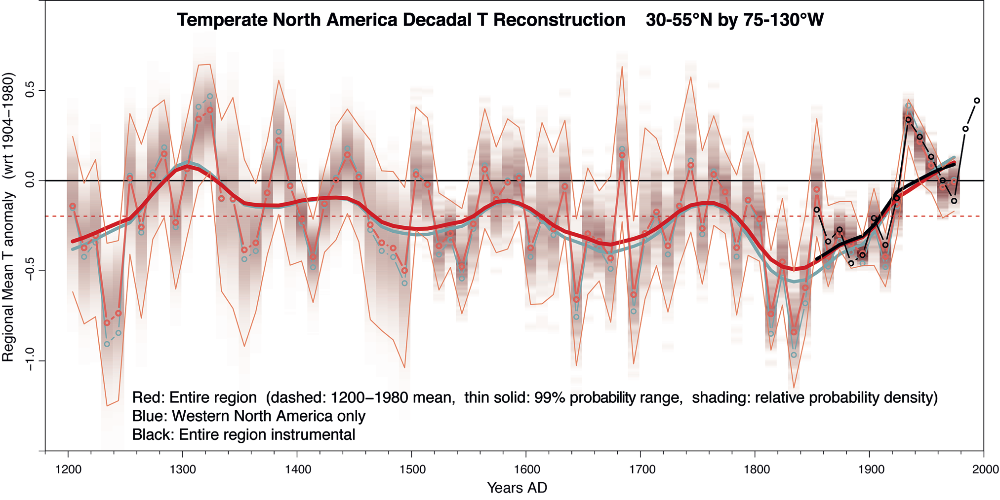 Temperate North America Decadal T Reconstruction 30-55°N by 75-130°W
Regional Mean T anomaly (wrt 1904–1980)
0.5
0.0
−0.5
−1.0
Red: Entire region (dashed: 1200–1980 mean, thin solid: 99% probability range, shading: relative probability density)
Blue: Western North America only
Black: Entire region instrumental
1200 1300 1400 1500 1600 1700 1800 1900 2000
Years AD